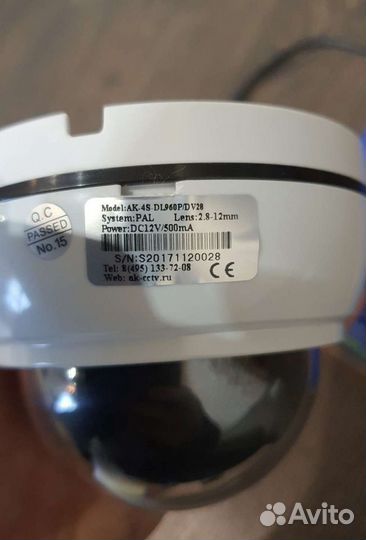 Model:AK-4S-DL960P/DV28
System:PAL Lens:2.8-12mm
Power:DC12V/500mA
S/N:S20171120028
Tel: 8(495) 133-72-08
Web: ak-cctv.ru
CE
Q.C
PASSED
No.15
Avito